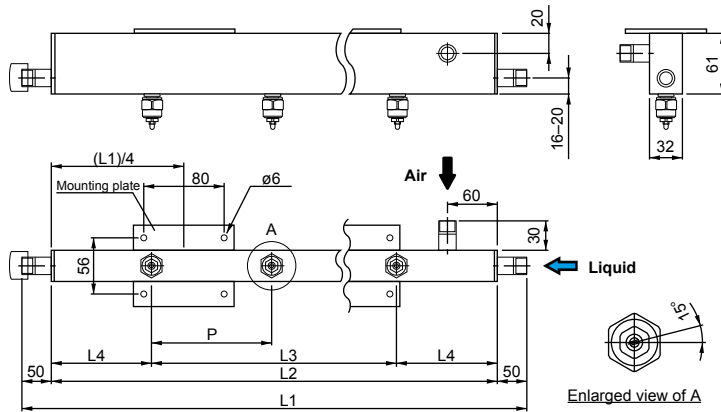 20
61
16–20
32
(L1)/4
Mounting plate
80
ø6
Air
60
30
A
56
Liquid
P
15°
L4
L3
L4
50
L2
50
L1
Enlarged view of A